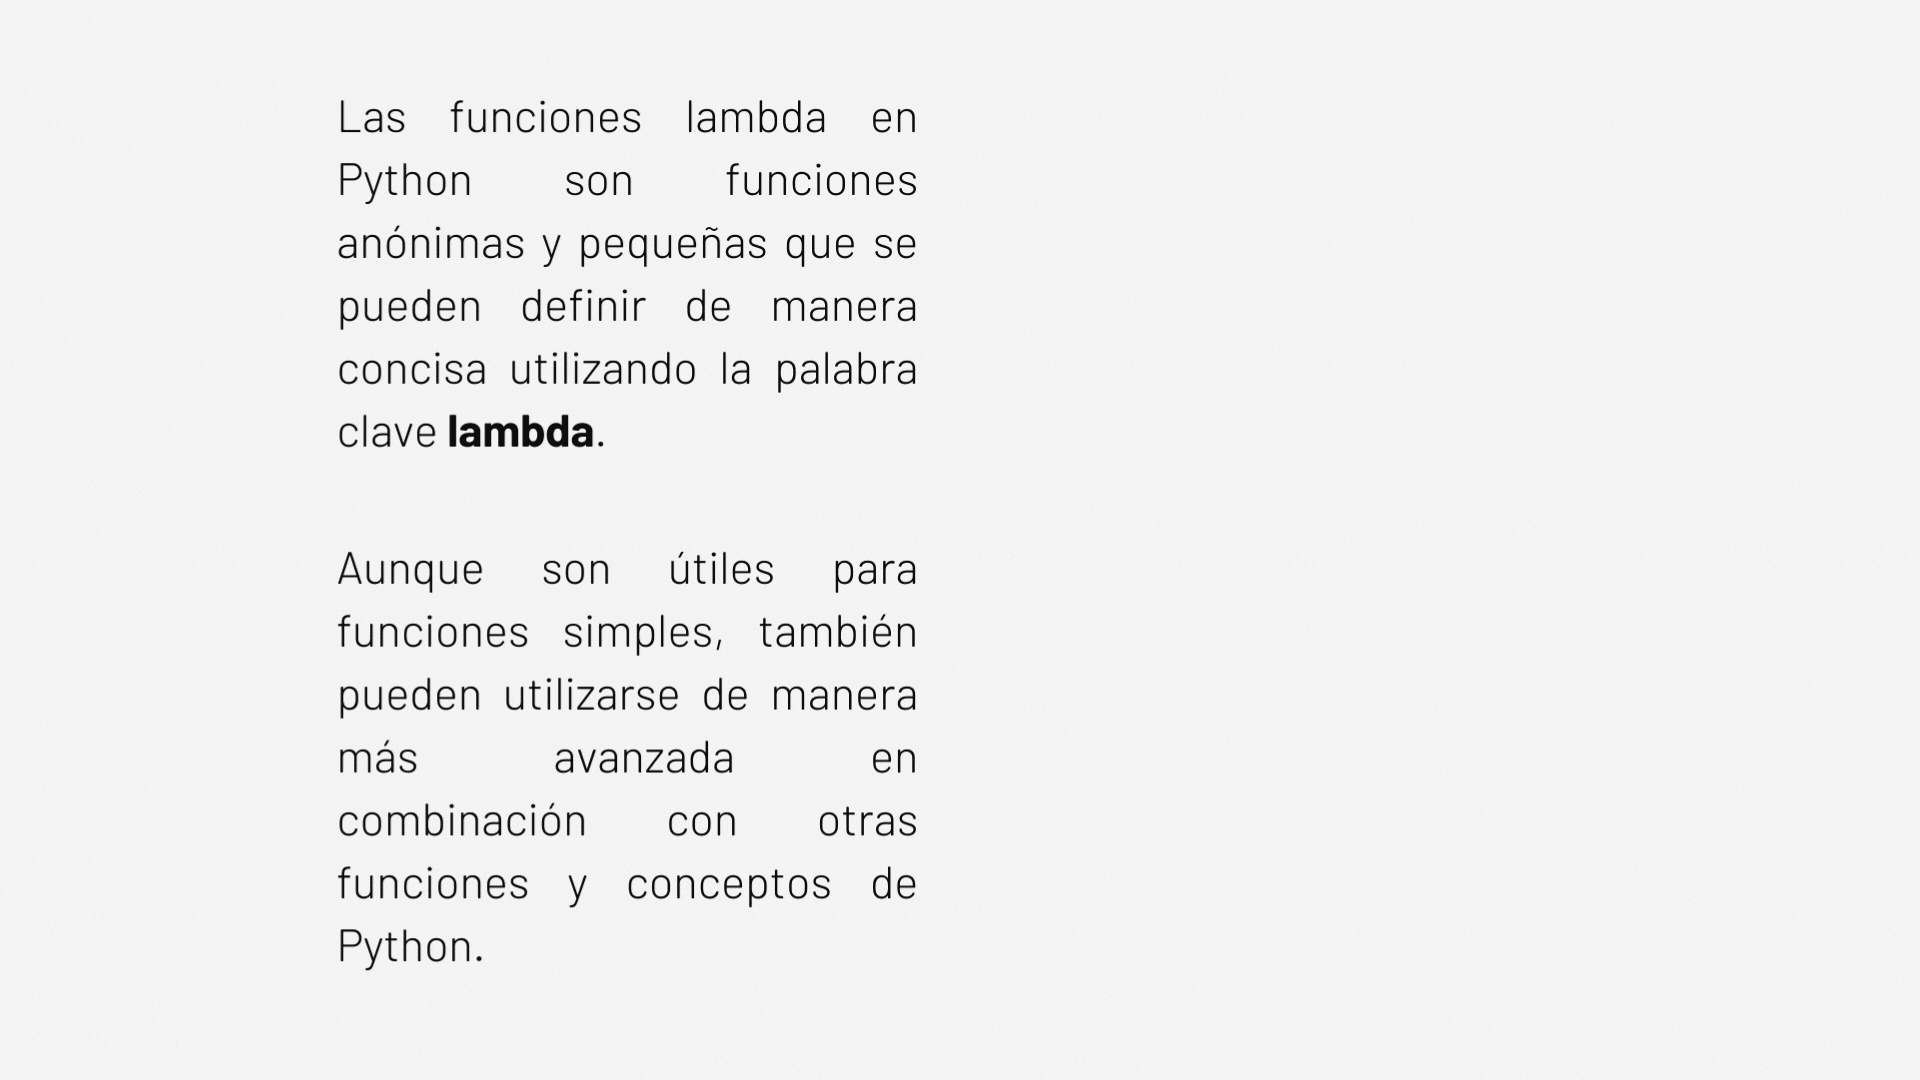 Las funciones lambda en
Python son funciones
anónimas y pequeñas que se
pueden definir de manera
concisa utilizando la palabra
clave lambda.
Aunque son útiles para
funciones simples, también
pueden utilizarse de manera
más avanzada en
combinación con otras
funciones y conceptos de
Python.